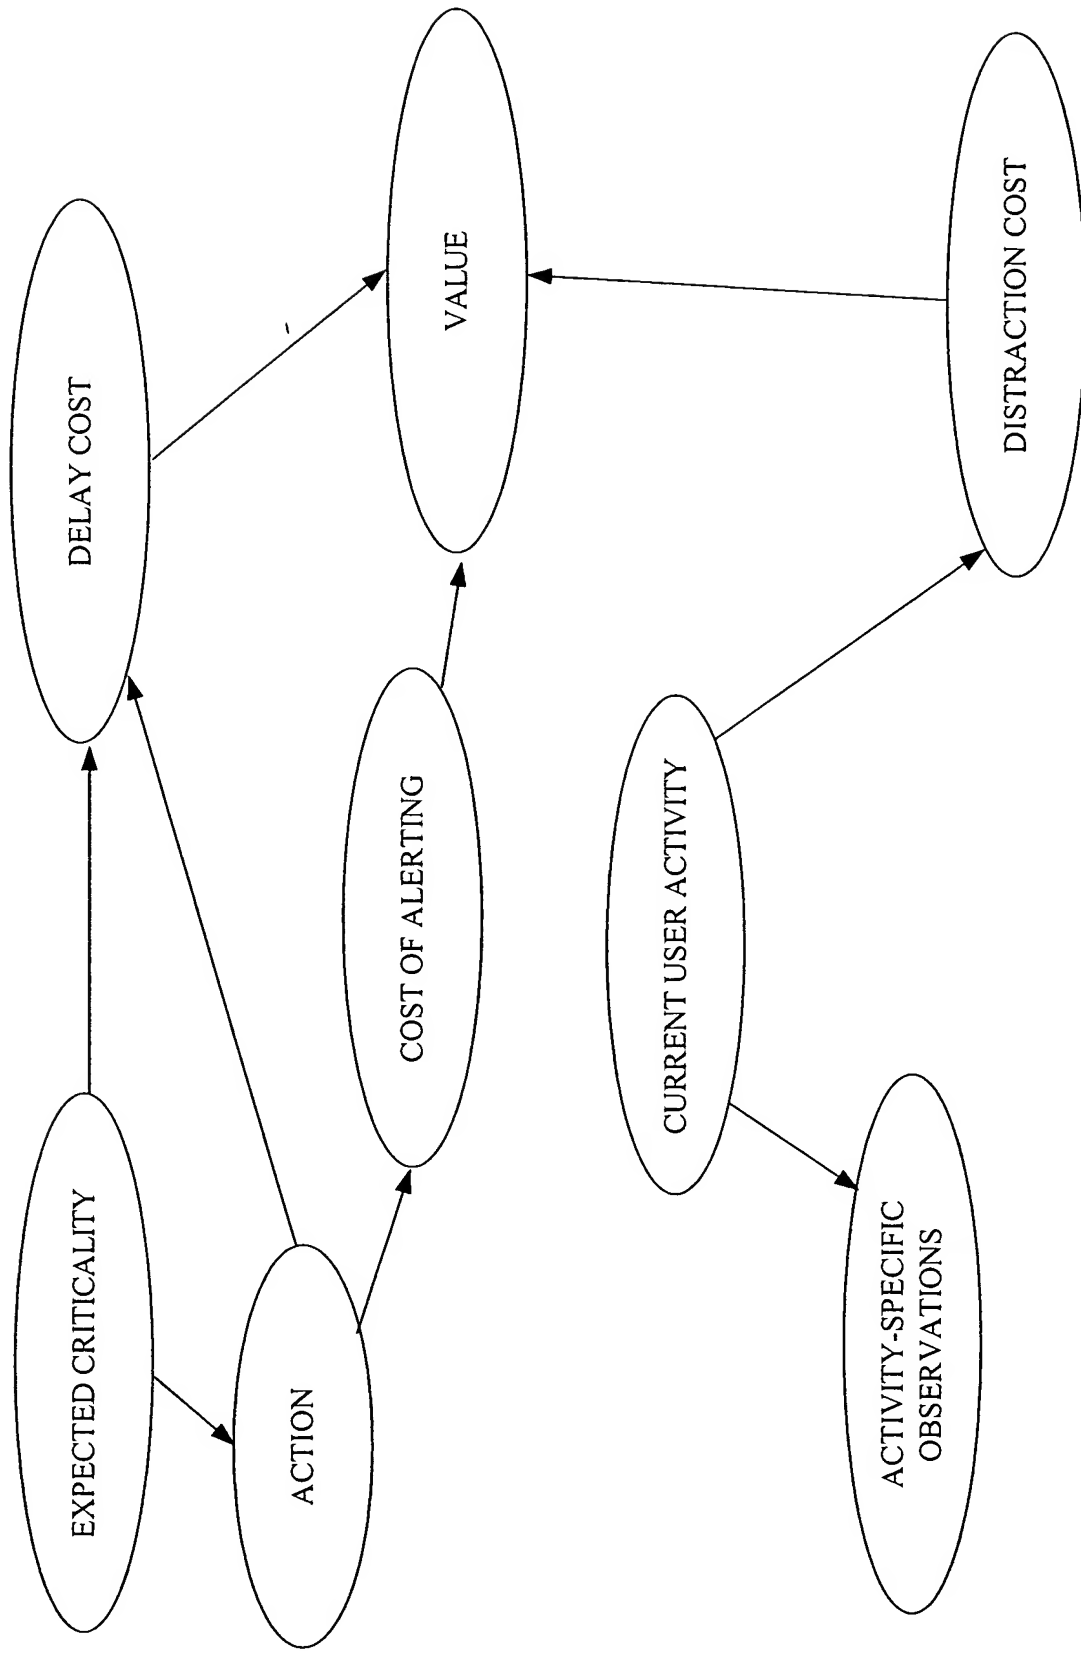 EXPECTED CRITICALITY
DELAY COST
ACTION
COST OF ALERTING
VALUE
CURRENT USER ACTIVITY
ACTIVITY-SPECIFIC
OBSERVATIONS
DISTRACTION COST